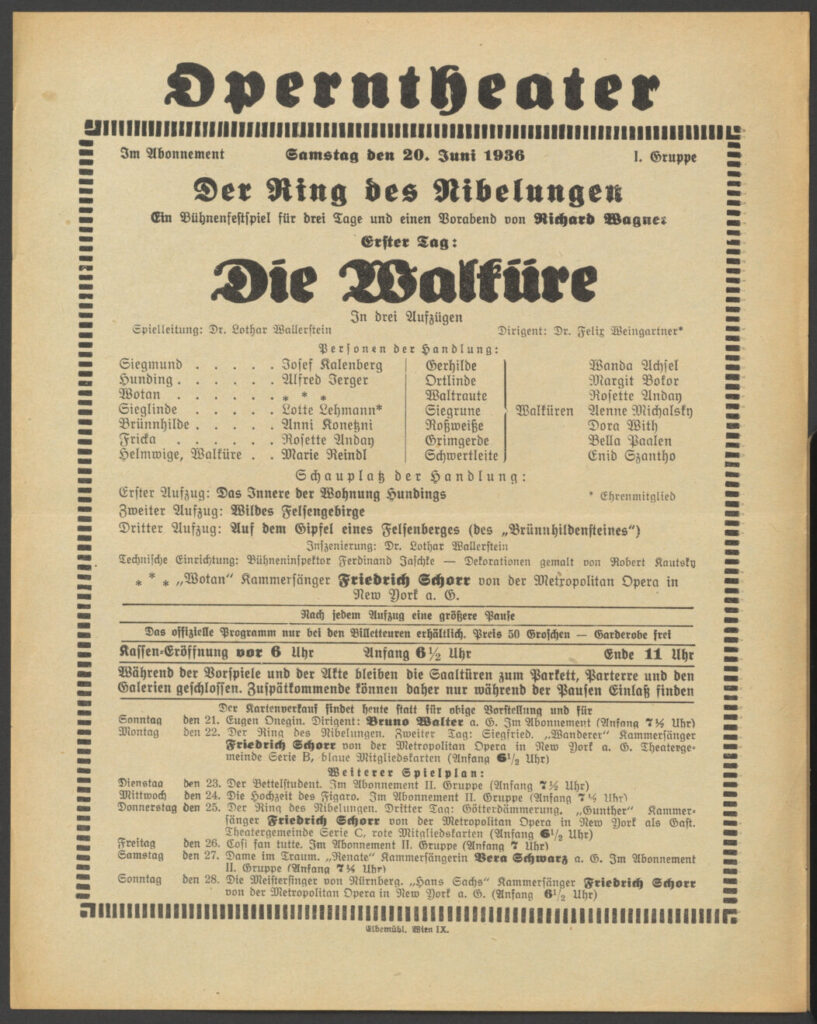 Operntheater
Im Abonnement Samstag den 20. Juni 1936 I. Gruppe
Der Ring des Nibelungen
Ein Bühnenfestspiel für drei Tage und einen Vorabend von Richard Wagner
Erster Tag:
Die Walküre
In drei Aufzügen
Spielleitung: Dr. Lothar Wallerstein Dirigent: Dr. Felix Weingartner*
Personen der Handlung:
Siegmund . . . . . Josef Kalenberg Gerhilde Wanda Achsel
Hunding . . . . . . Alfred Jerger Ortlinde Margit Bokor
Wotan . . . . . . * * * Waltraute Rosette Anday
Sieglinde . . . . . Lotte Lehmann* Siegrune Walküren Aenne Michalsky
Brünnhilde . . . . . Anni Konetzni Roßweiße Dora With
Fricka . . . . . . Rosette Anday Grimgerde Bella Paalen
Helmwige, Walküre . . Marie Reindl Schwertleite Enid Szantho
Schauplatz der Handlung:
Erster Aufzug: Das Innere der Wohnung Hundings * Ehrenmitglied
Zweiter Aufzug: Wildes Felsengebirge
Dritter Aufzug: Auf dem Gipfel eines Felsenberges (des „Brünnhildensteines“)
Inszenierung: Dr. Lothar Wallerstein
Technische Einrichtung: Bühneninspektor Ferdinand Jaschke — Dekorationen gemalt von Robert Kautsky
* * * „Wotan“ Kammersänger Friedrich Schorr von der Metropolitan Opera in
New York a. G.
Nach jedem Aufzug eine größere Pause
Das offizielle Programm nur bei den Billetteuren erhältlich. Preis 50 Groschen — Garderobe frei
Kassen-Eröffnung vor 6 Uhr Anfang 6½ Uhr Ende 11 Uhr
Während der Vorspiele und der Akte bleiben die Saaltüren zum Parkett, Parterre und den
Galerien geschlossen. Zuspätkommende können daher nur während der Pausen Einlaß finden
Der Kartenverkauf findet heute statt für obige Vorstellung und für
Sonntag den 21. Eugen Onegin. Dirigent: Bruno Walter a. G. Im Abonnement (Anfang 7½ Uhr)
Montag den 22. Der Ring des Nibelungen. Zweiter Tag: Siegfried. „Wanderer“ Kammersänger
Friedrich Schorr von der Metropolitan Opera in New York a. G. Theaterge-
meinde Serie B, blaue Mitgliedskarten (Anfang 6½ Uhr)
Weiterer Spielplan:
Dienstag den 23. Der Bettelstudent. Im Abonnement II. Gruppe (Anfang 7½ Uhr)
Mittwoch den 24. Die Hochzeit des Figaro. Im Abonnement II. Gruppe (Anfang 7½ Uhr)
Donnerstag den 25. Der Ring des Nibelungen. Dritter Tag: Götterdämmerung. „Gunther“ Kammer-
sänger Friedrich Schorr von der Metropolitan Opera in New York als Gast.
Theatergemeinde Serie C, rote Mitgliedskarten (Anfang 6½ Uhr)
Freitag den 26. Cosi fan tutte. Im Abonnement II. Gruppe (Anfang 7 Uhr)
Samstag den 27. Dame im Traum. „Renate“ Kammersängerin Vera Schwarz a. G. Im Abonnement
II. Gruppe (Anfang 7½ Uhr)
Sonntag den 28. Die Meistersinger von Nürnberg. „Hans Sachs“ Kammersänger Friedrich Schorr
von der Metropolitan Opera in New York a. G. (Anfang 6½ Uhr)
Elbemühl, Wien IX.